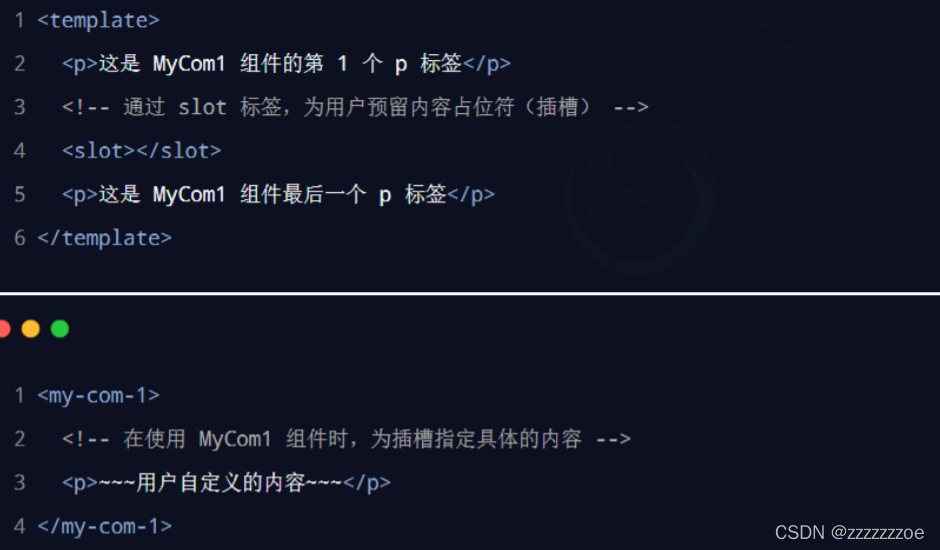 1 <template>
2 <p>这是 MyCom1 组件的第 1 个 p 标签</p>
3 <!-- 通过 slot 标签，为用户预留内容占位符（插槽） -->
4 <slot></slot>
5 <p>这是 MyCom1 组件最后一个 p 标签</p>
6 </template>
1 <my-com-1>
2 <!-- 在使用 MyCom1 组件时，为插槽指定具体的内容 -->
3 <p>~~~用户自定义的内容~~~</p>
4 </my-com-1>
CSDN @zzzzzzzoe